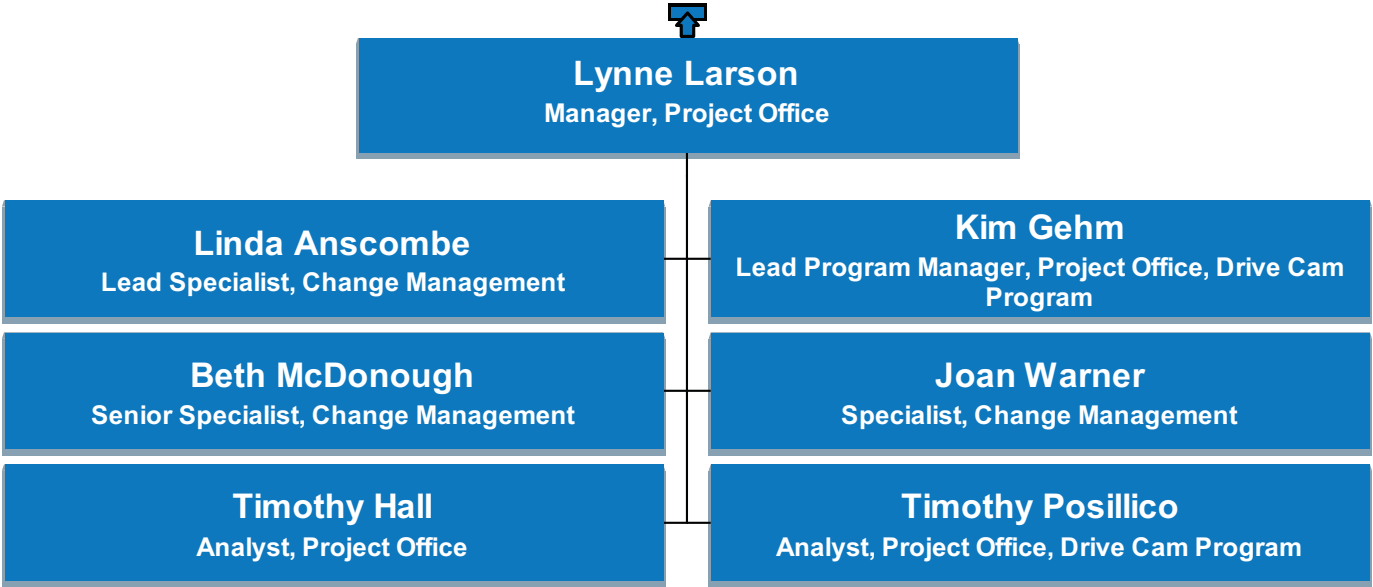 Lynne Larson
Manager, Project Office
Linda Anscombe
Lead Specialist, Change Management
Kim Gehm
Lead Program Manager, Project Office, Drive Cam
Program
Beth McDonough
Senior Specialist, Change Management
Joan Warner
Specialist, Change Management
Timothy Hall
Analyst, Project Office
Timothy Posillico
Analyst, Project Office, Drive Cam Program